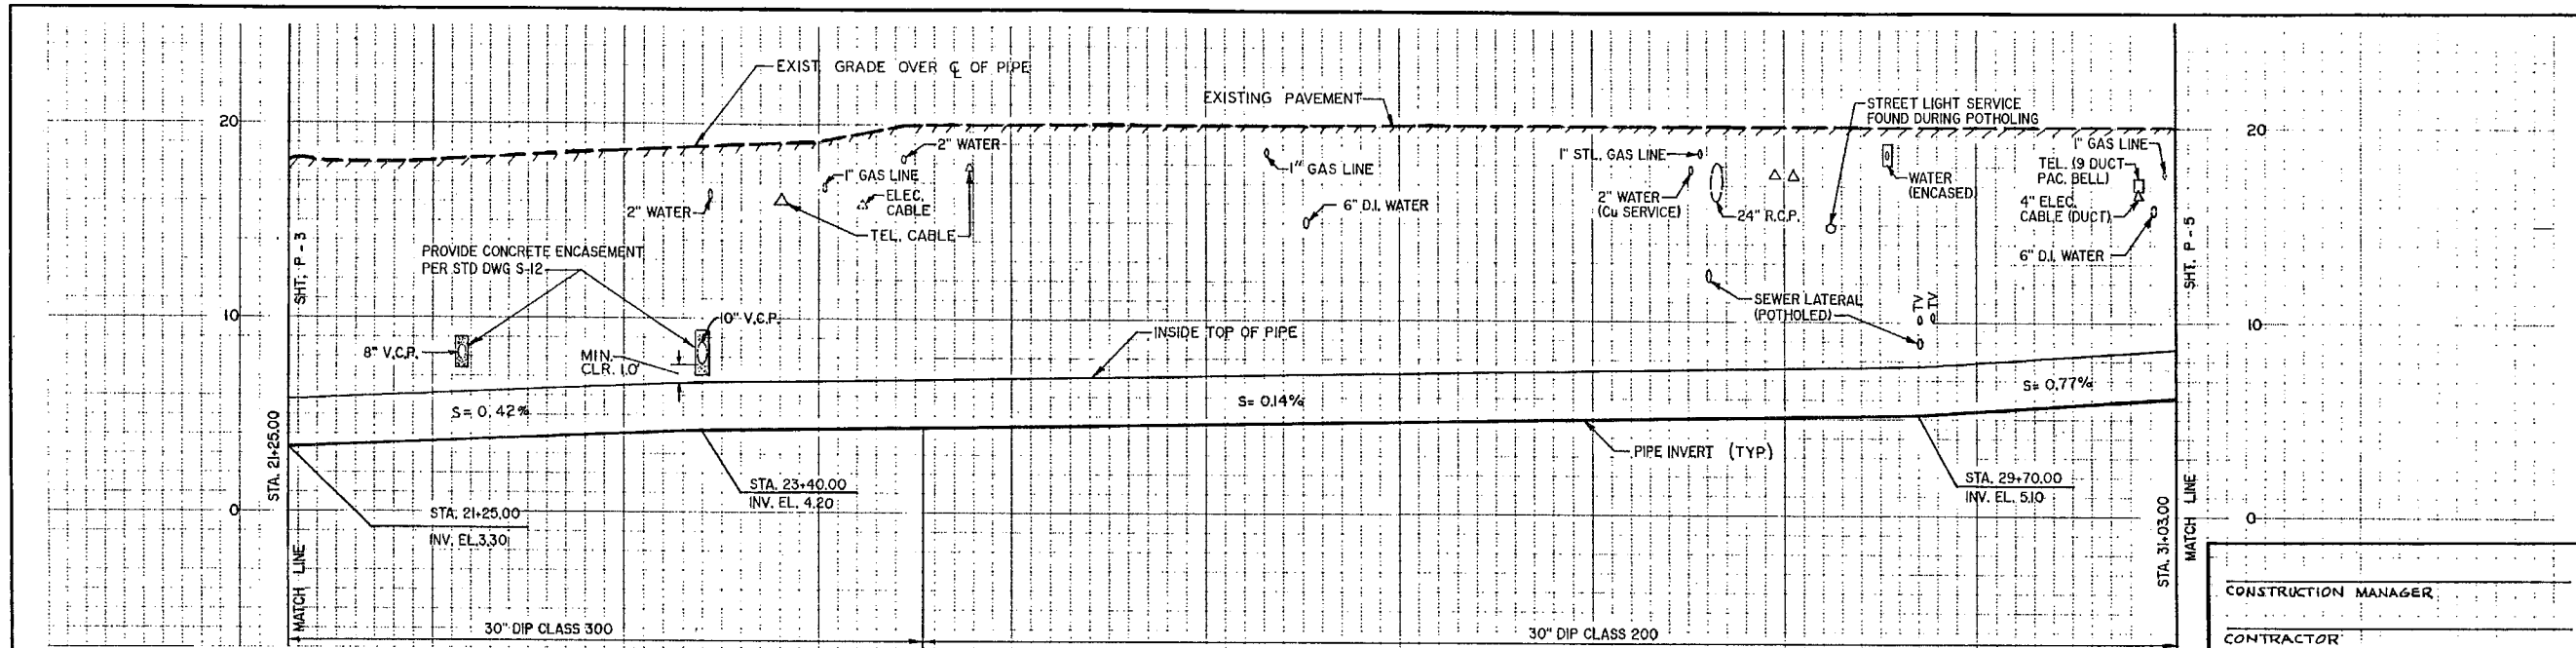 EXIST. GRADE OVER ℄ OF PIPE
EXISTING PAVEMENT
STREET LIGHT SERVICE
FOUND DURING POTHOLING
20
20
2" WATER
1" GAS LINE
1" GAS LINE
1" STL. GAS LINE
1" GAS LINE
TEL. (9 DUCT
PAC. BELL)
WATER
(ENCASED)
2" WATER
ELEC.
CABLE
TEL. CABLE
6" D.I. WATER
2" WATER
(Cu SERVICE)
24" R.C.P.
4" ELEC.
CABLE (DUCT)
6" D.I. WATER
SHT. P-3
SHT. P-5
PROVIDE CONCRETE ENCASEMENT
PER STD DWG S-12
10
10
8" V.C.P.
10" V.C.P.
MIN.
CLR. 1.0'
INSIDE TOP OF PIPE
SEWER LATERAL
(POTHOLED)
TV
TV
S= 0.42%
S= 0.14%
S= 0.77%
STA. 21+25.00
PIPE INVERT (TYP.)
STA. 23+40.00
INV. EL. 4.20
STA. 29+70.00
INV. EL. 5.10
0
0
STA. 21+25.00
INV. EL. 3.30
MATCH LINE
STA. 31+03.00
MATCH LINE
30" DIP CLASS 300
30" DIP CLASS 200
CONSTRUCTION MANAGER
CONTRACTOR